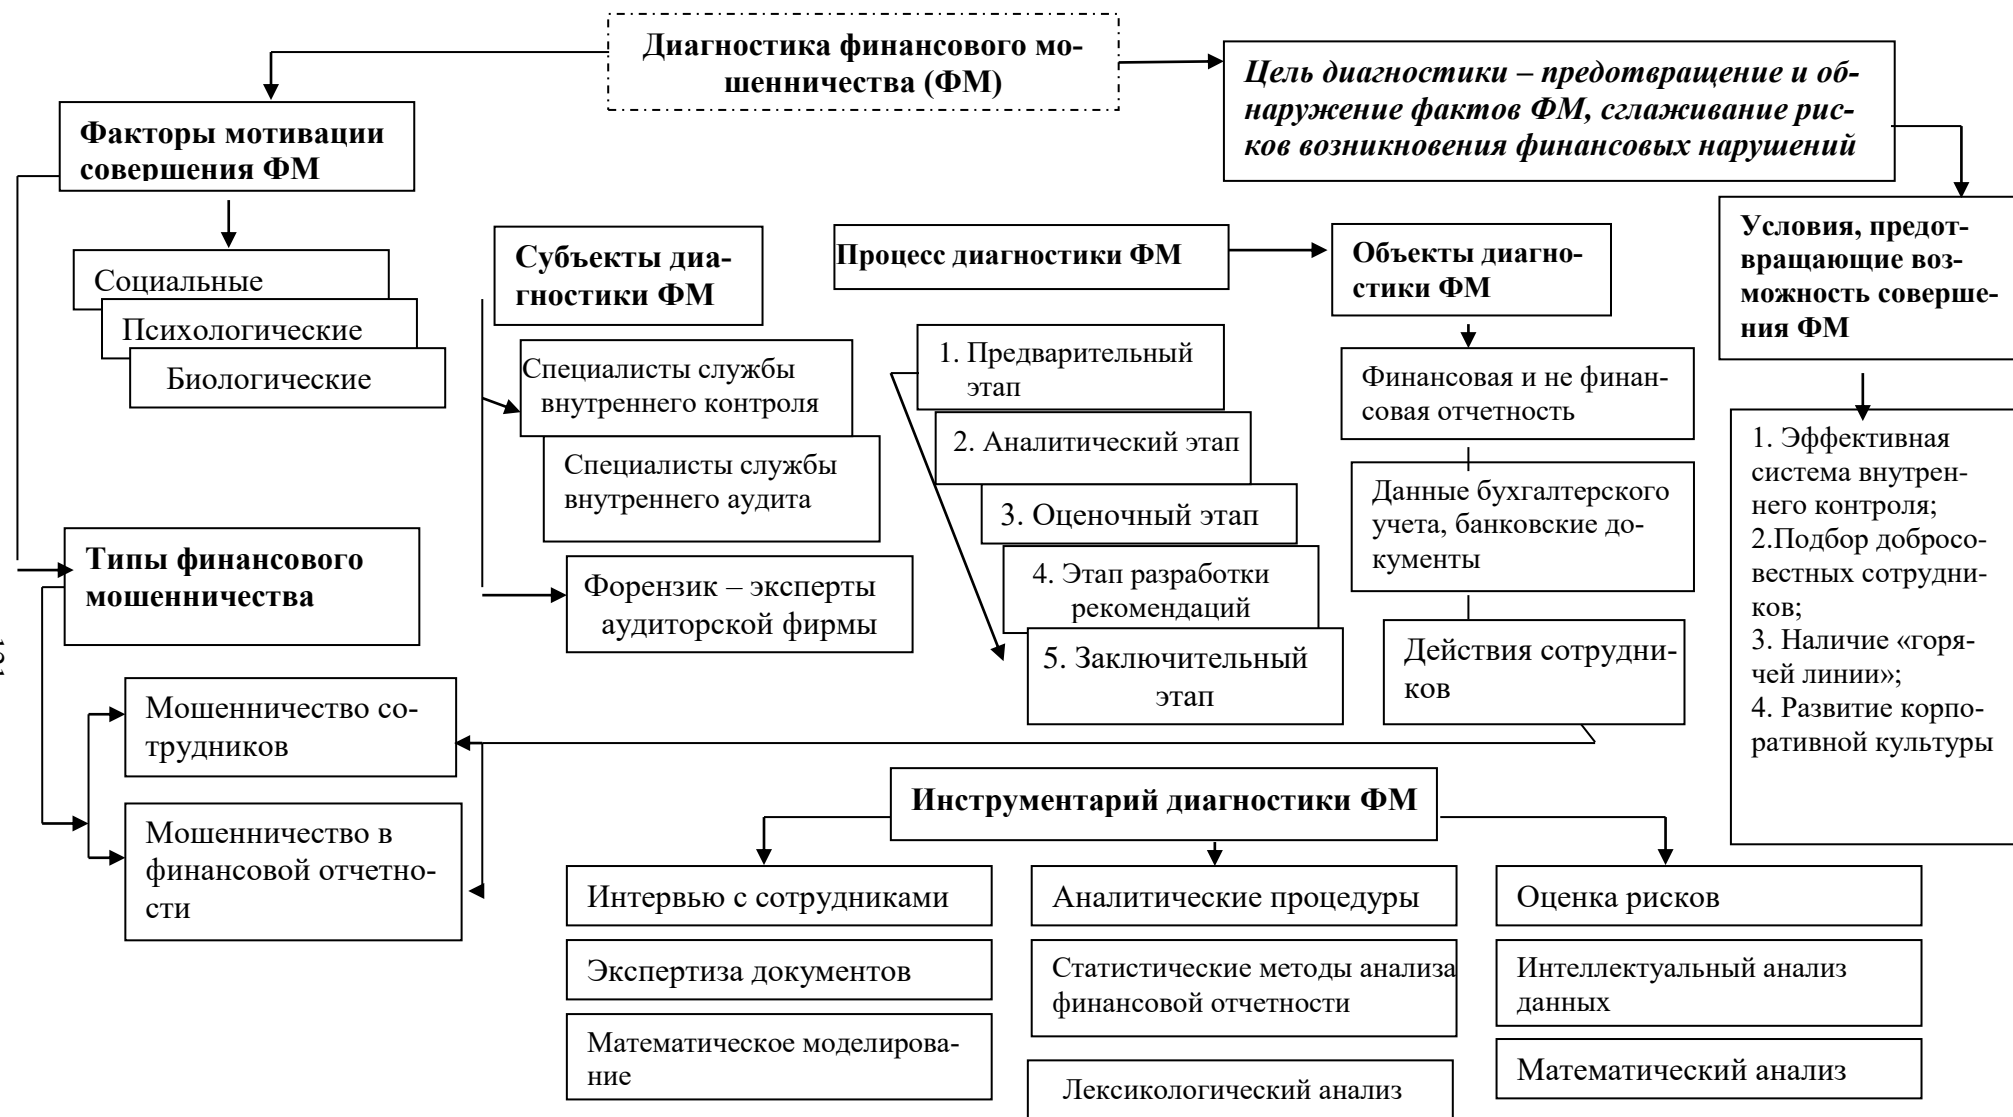 Диагностика финансового мо-
шенничества (ФМ)
Цель диагностики – предотвращение и об-
наружение фактов ФМ, сглаживание рис-
ков возникновения финансовых нарушений
Факторы мотивации
совершения ФМ
Социальные
Психологические
Биологические
Субъекты диа-
гностики ФМ
Специалисты службы
внутреннего контроля
Специалисты службы
внутреннего аудита
Форензик – эксперты
аудиторской фирмы
Процесс диагностики ФМ
1. Предварительный
этап
2. Аналитический этап
3. Оценочный этап
4. Этап разработки
рекомендаций
5. Заключительный
этап
Объекты диагно-
стики ФМ
Финансовая и не финан-
совая отчетность
Данные бухгалтерского
учета, банковские до-
кументы
Действия сотрудни-
ков
Условия, предот-
вращающие воз-
можность соверше-
ния ФМ
1. Эффективная
система внутрен-
него контроля;
2.Подбор добросо-
вестных сотрудни-
ков;
3. Наличие «горя-
чей линии»;
4. Развитие корпо-
ративной культуры
Типы финансового
мошенничества
Мошенничество со-
трудников
Мошенничество в
финансовой отчетно-
сти
Инструментарий диагностики ФМ
Интервью с сотрудниками
Экспертиза документов
Математическое моделирова-
ние
Аналитические процедуры
Статистические методы анализа
финансовой отчетности
Лексикологический анализ
Оценка рисков
Интеллектуальный анализ
данных
Математический анализ